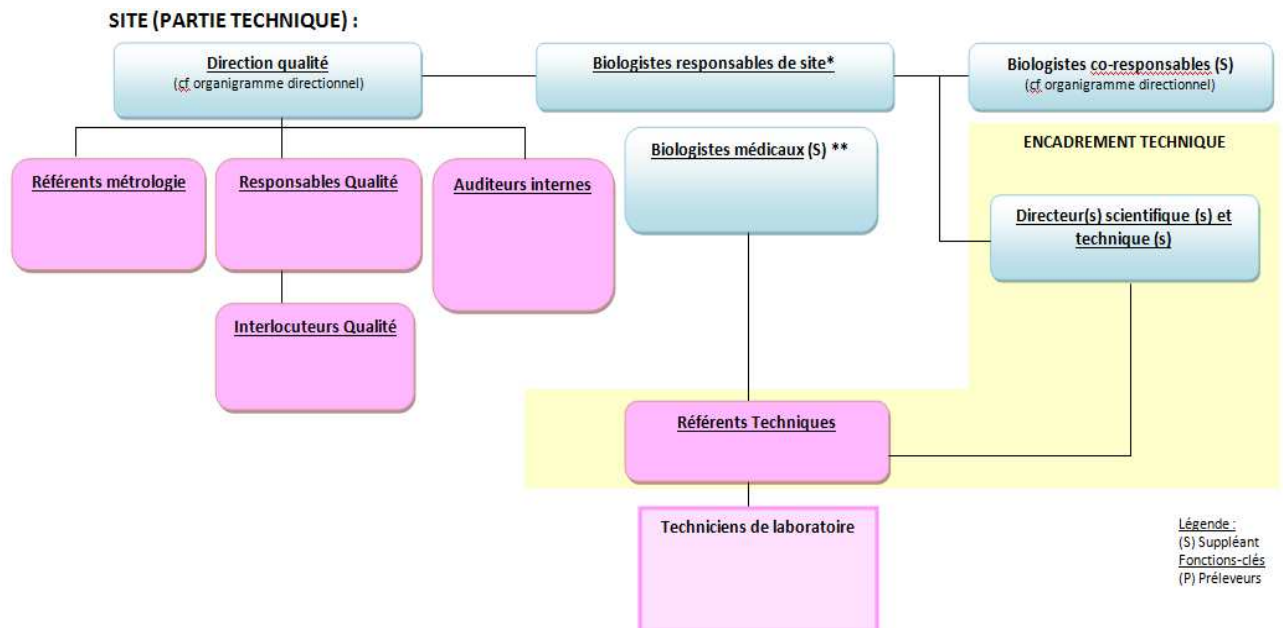 SITE (PARTIE TECHNIQUE) :
Direction qualité
(cf organigramme directionnel)
Biologistes responsables de site*
Biologistes co-responsables (S)
(cf organigramme directionnel)
ENCADREMENT TECHNIQUE
Biologistes médicaux (S) **
Référents métrologie
Responsables Qualité
Auditeurs internes
Directeur(s) scientifique (s) et
technique (s)
Interlocuteurs Qualité
Référents Techniques
Techniciens de laboratoire
Légende :
(S) Suppléant
Fonctions-clés
(P) Préleveurs